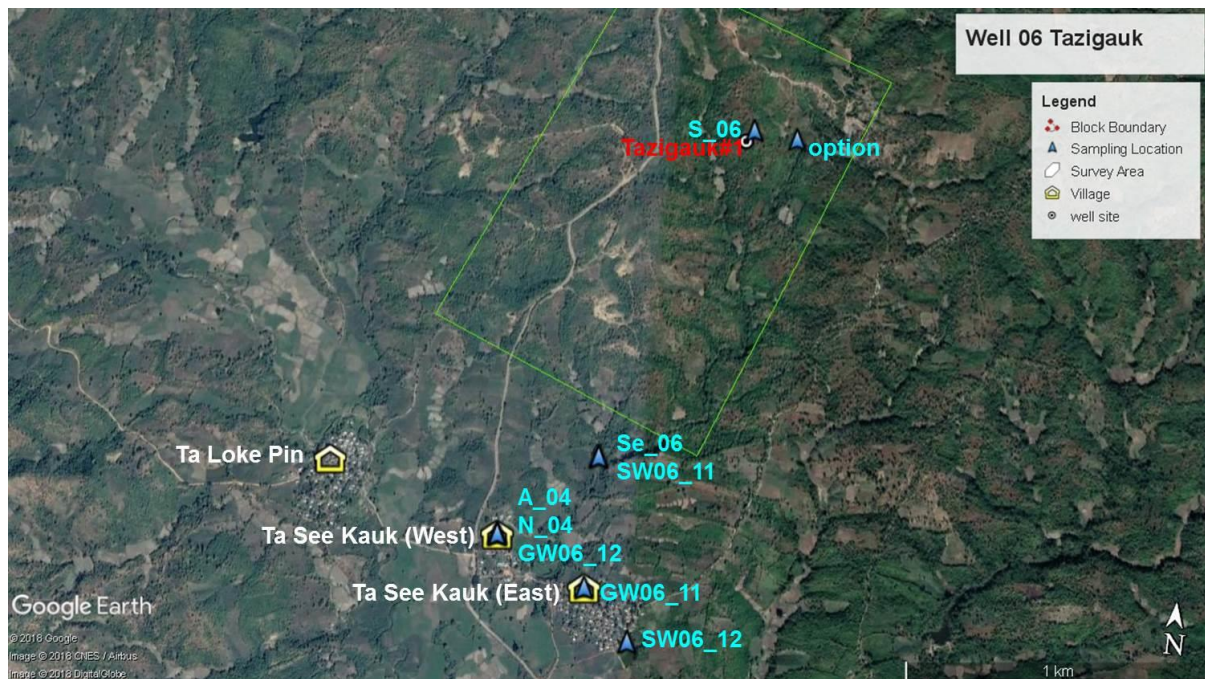 Well 06 Tazigauk
Legend
Block Boundary
Sampling Location
Survey Area
Village
well site
S_06
Tazigauk#1
option
Se_06
SW06_11
Ta Loke Pin
A_04
N_04
GW06_12
Ta See Kauk (West)
Ta See Kauk (East)
GW06_11
SW06_12
Google Earth
© 2018 Google
Image © 2018 CNES / Airbus
Image © 2018 DigitalGlobe
1 km
N